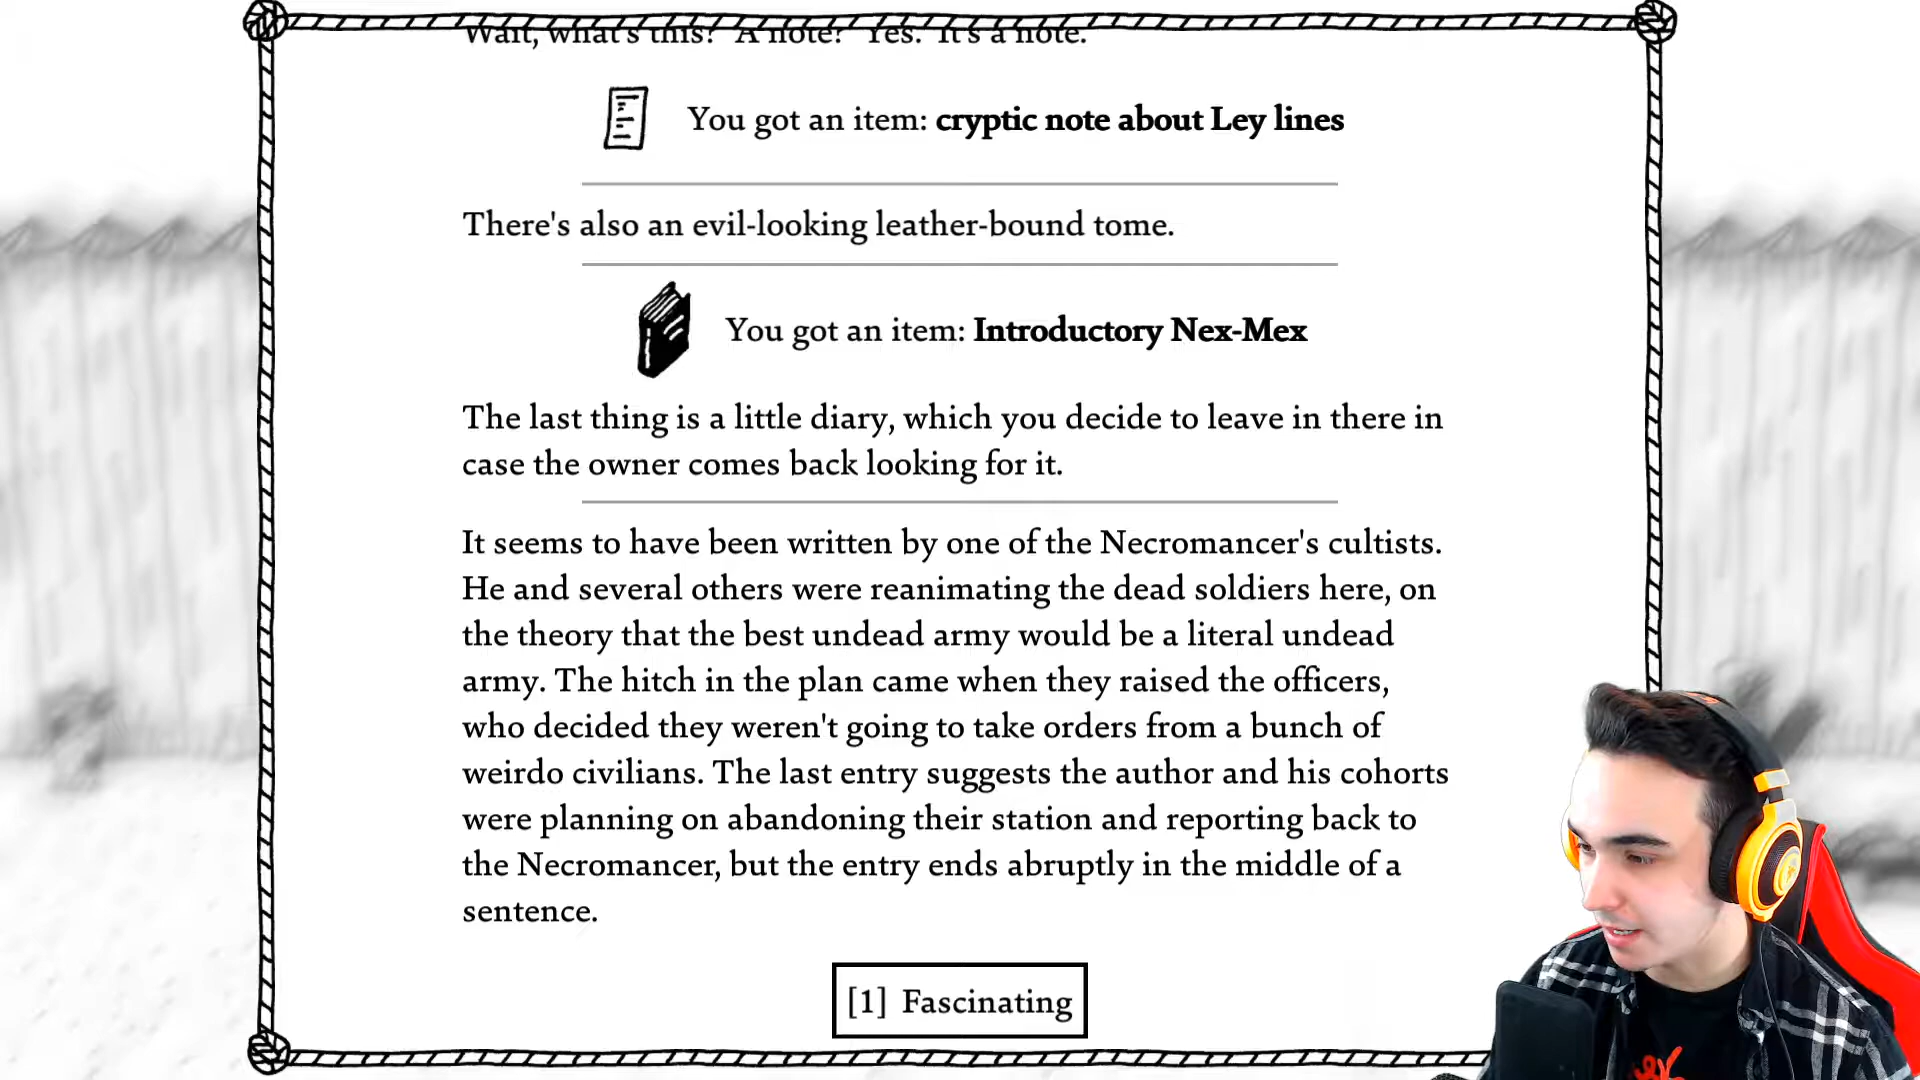 Wait, what's this? A note? Yes. It's a note.
You got an item: cryptic note about Ley lines
There's also an evil-looking leather-bound tome.
You got an item: Introductory Nex-Mex
The last thing is a little diary, which you decide to leave in there in
case the owner comes back looking for it.
It seems to have been written by one of the Necromancer's cultists.
He and several others were reanimating the dead soldiers here, on
the theory that the best undead army would be a literal undead
army. The hitch in the plan came when they raised the officers,
who decided they weren't going to take orders from a bunch of
weirdo civilians. The last entry suggests the author and his cohorts
were planning on abandoning their station and reporting back to
the Necromancer, but the entry ends abruptly in the middle of a
sentence.
[1] Fascinating